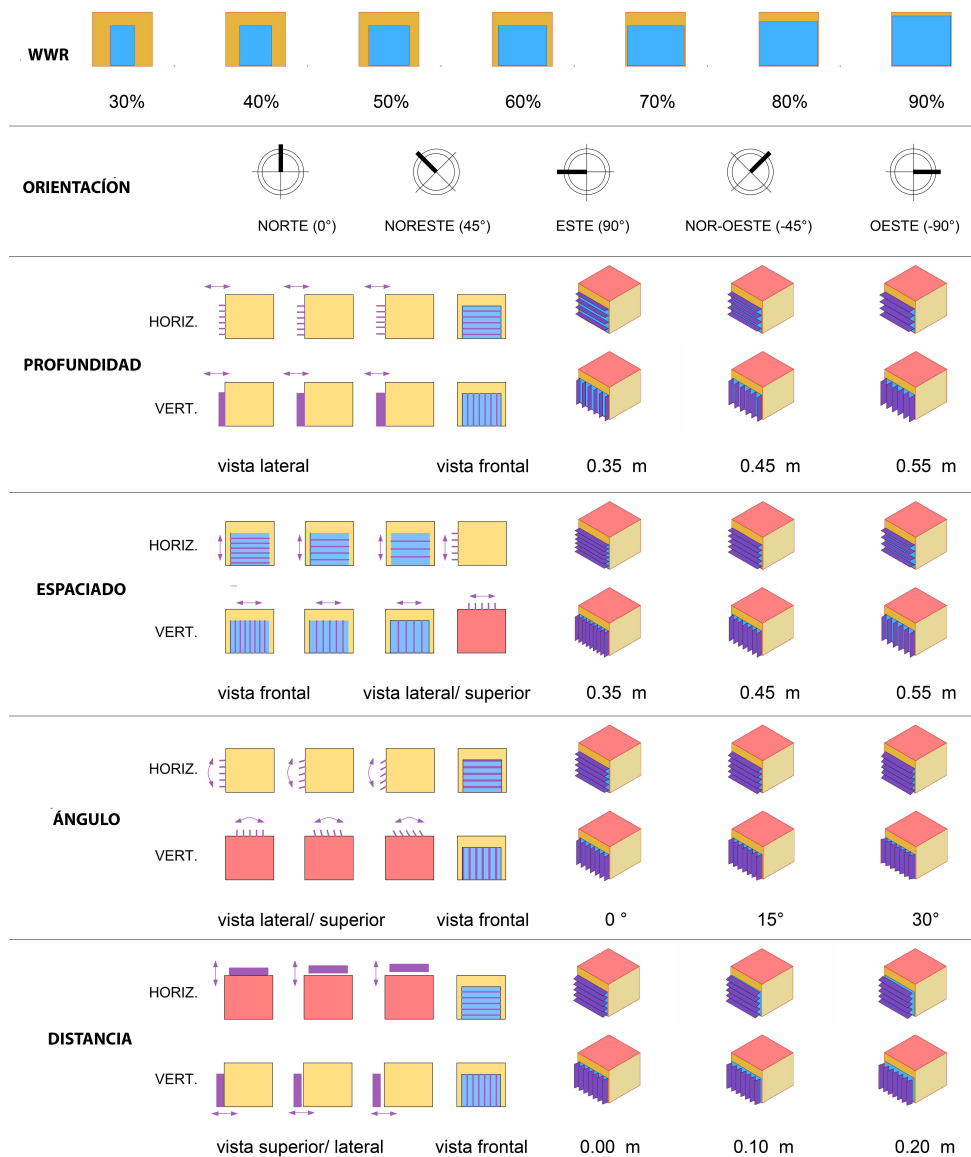 WWR
30% 40% 50% 60% 70% 80% 90%
ORIENTACÍON
NORTE (0°) NORESTE (45°) ESTE (90°) NOR-OESTE (-45°) OESTE (-90°)
HORIZ.
PROFUNDIDAD
VERT.
vista lateral vista frontal 0.35 m 0.45 m 0.55 m
HORIZ.
ESPACIADO
VERT.
vista frontal vista lateral/ superior 0.35 m 0.45 m 0.55 m
HORIZ.
ÁNGULO
VERT.
vista lateral/ superior vista frontal 0 ° 15° 30°
HORIZ.
DISTANCIA
VERT.
vista superior/ lateral vista frontal 0.00 m 0.10 m 0.20 m